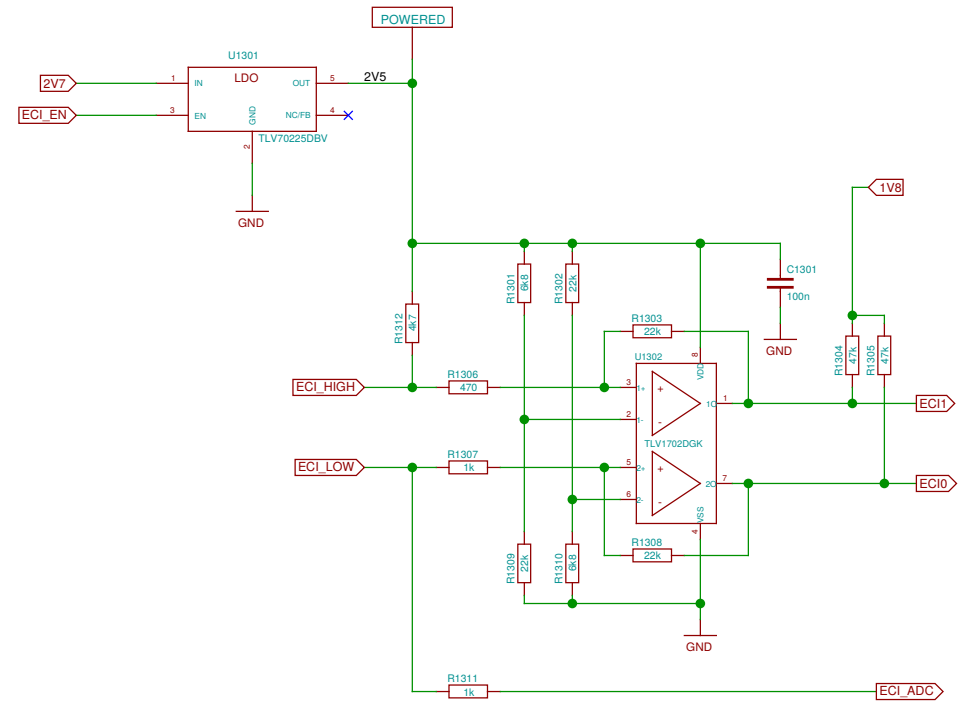 POWERED
U1301
LDO
1
IN
OUT
5
2V5
2V7
3
EN
GND
NC/FB
4
ECI_EN
2
TLV70225DBV
GND
1V8
R1301
6k8
R1302
22k
C1301
100n
R1312
4k7
R1303
22k
GND
R1304
47k
R1305
47k
U1302
8
VDD
ECI_HIGH
R1306
470
3
1+
+
1O
1
ECI1
2
1-
-
TLV1702DGK
ECI_LOW
R1307
1k
5
2+
+
2O
7
ECI0
6
2-
-
VSS
4
R1309
22k
R1310
6k8
R1308
22k
GND
R1311
1k
ECI_ADC